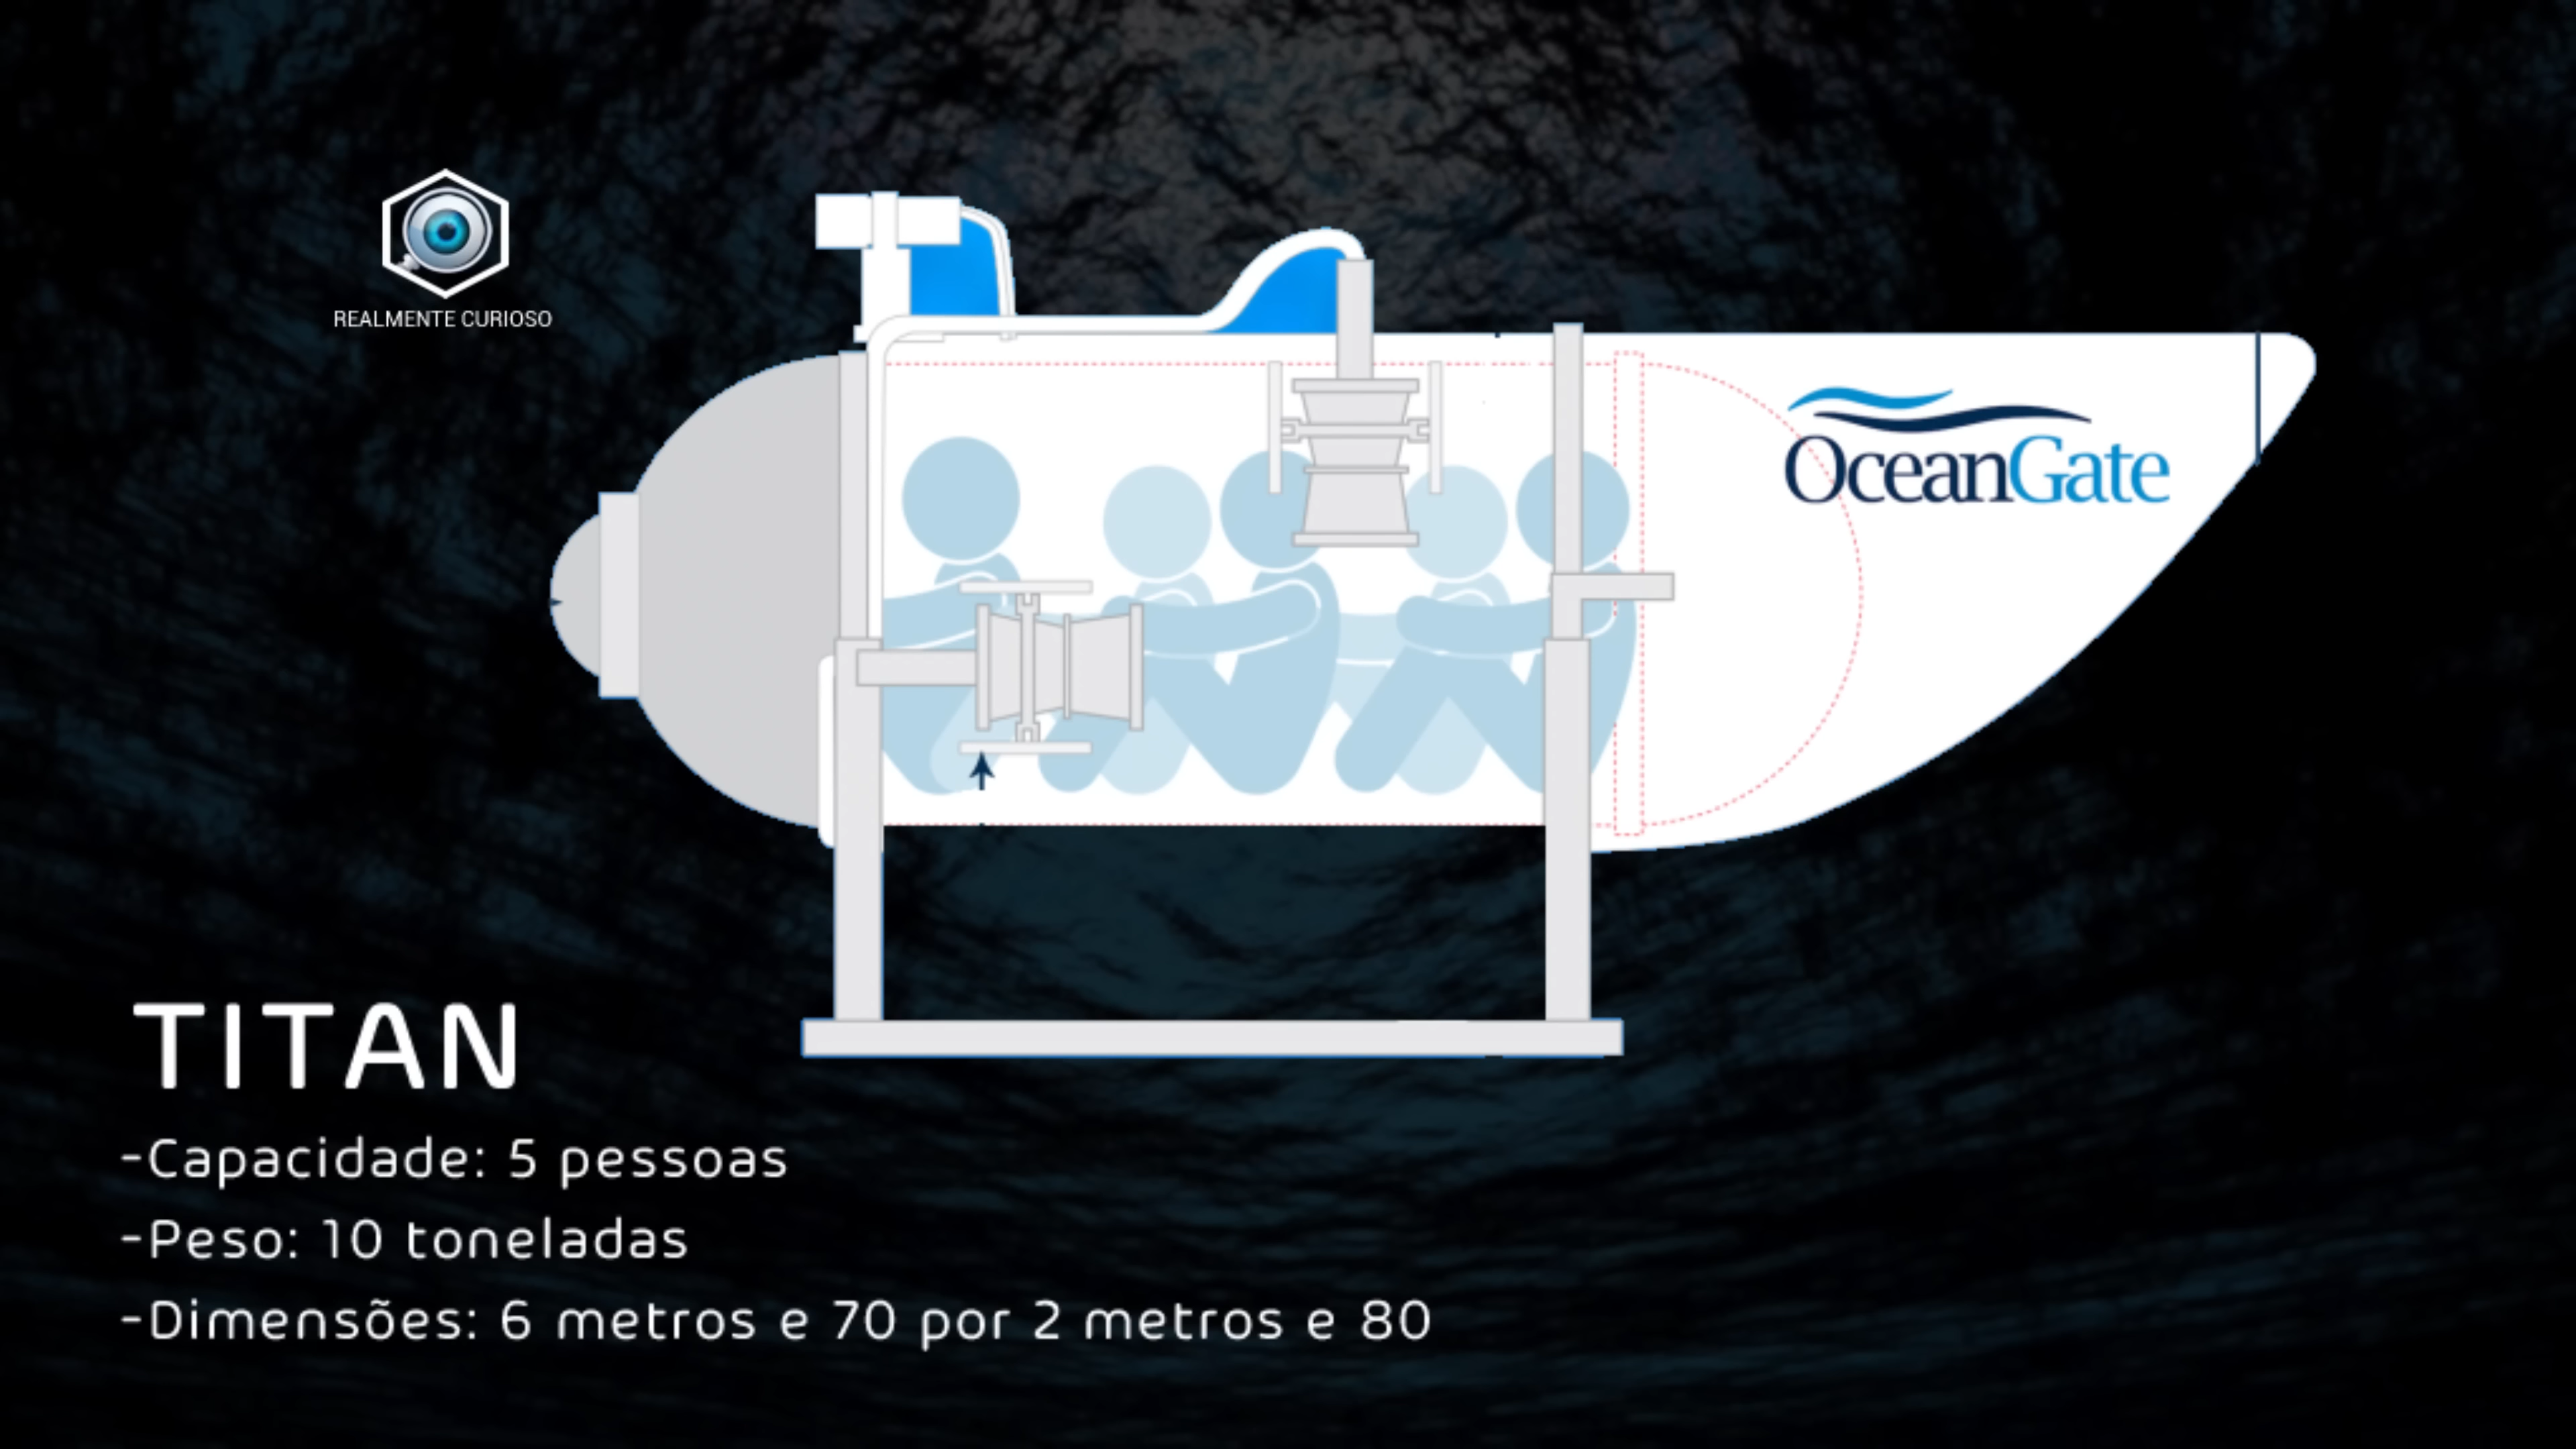 REALMENTE CURIOSO
OceanGate
TITAN
-Capacidade: 5 pessoas
-Peso: 10 toneladas
-Dimensões: 6 metros e 70 por 2 metros e 80